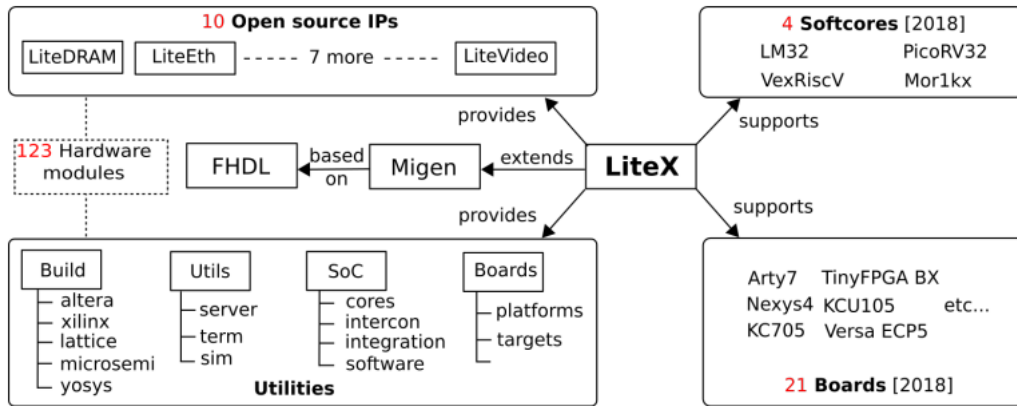 10 Open source IPs
LiteDRAM LiteEth 7 more LiteVideo
4 Softcores [2018]
LM32 PicoRV32
VexRiscV Mor1kx
provides
supports
123 Hardware
modules
FHDL
based
on
Migen
extends
LiteX
provides
supports
Build
altera
xilinx
lattice
microsemi
yosys
Utils
server
term
sim
SoC
cores
intercon
integration
software
Boards
platforms
targets
Utilities
Arty7 TinyFPGA BX
Nexys4 KCU105 etc...
KC705 Versa ECP5
21 Boards [2018]